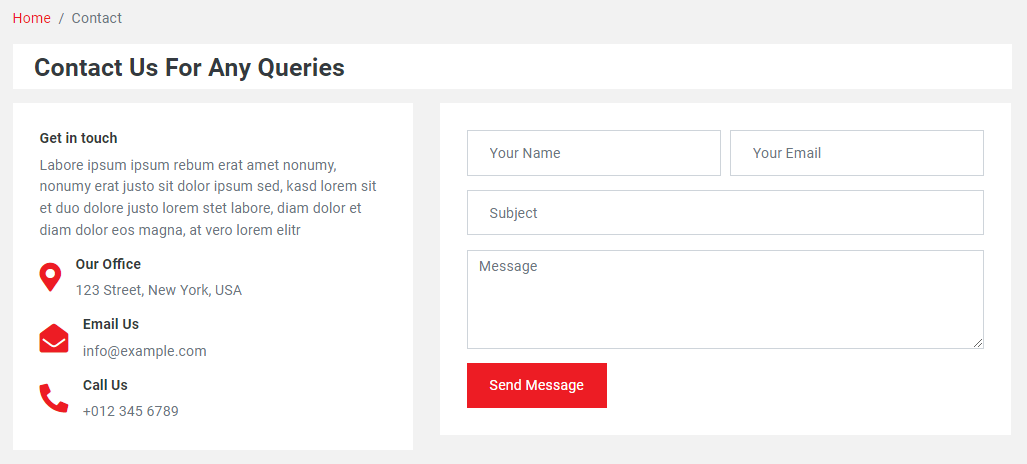 Home / Contact
Contact Us For Any Queries
Get in touch
Labore ipsum ipsum rebum erat amet nonumy,
nonumy erat justo sit dolor ipsum sed, kasd lorem sit
et duo dolore justo lorem stet labore, diam dolor et
diam dolor eos magna, at vero lorem elitr
Our Office
123 Street, New York, USA
Email Us
info@example.com
Call Us
+012 345 6789
Your Name
Your Email
Subject
Message
Send Message